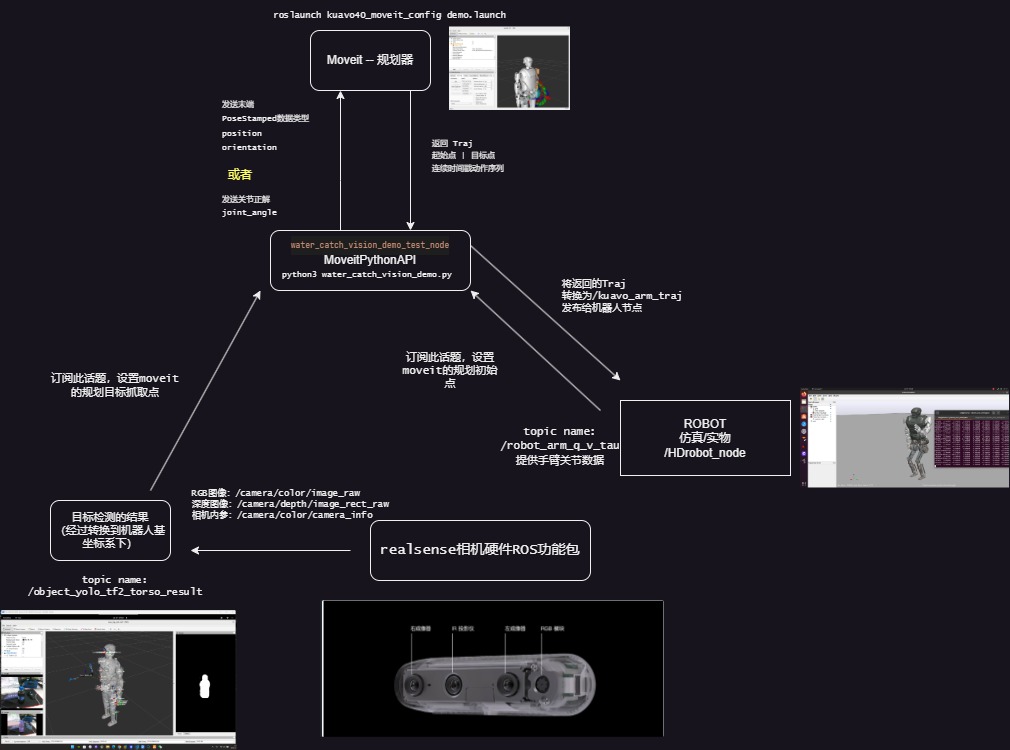 roslaunch kuavo40_moveit_config demo.launch
Moveit -- 规划器
发送末端
PoseStamped数据类型
position
orientation
或者
发送关节正解
joint_angle
返回 Traj
起始点 | 目标点
连续时间戳动作序列
water_catch_vision_demo_test_node
MoveitPythonAPI
python3 water_catch_vision_demo.py
将返回的Traj
转换为/kuavo_arm_traj
发布给机器人节点
订阅此话题，设置moveit
的规划目标抓取点
订阅此话题，设置
moveit的规划初始
点
topic name:
/robot_arm_q_v_tau
提供手臂关节数据
ROBOT
仿真/实物
/HDrobot_node
RGB图像：/camera/color/image_raw
深度图像：/camera/depth/image_rect_raw
相机内参：/camera/color/camera_info
目标检测的结果
(经过转换到机器人基
坐标系下)
realsense相机硬件ROS功能包
topic name:
/object_yolo_tf2_torso_result
右成像器
IR 投影仪
左成像器
RGB 模块